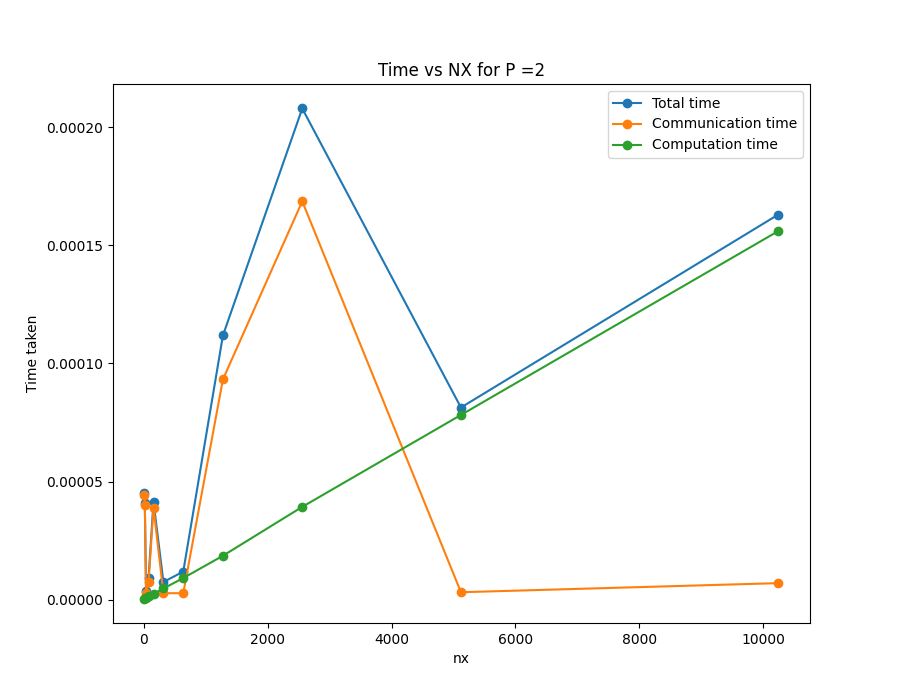 Time vs NX for P =2
Total time
Communication time
Computation time
0.00020
0.00015
0.00010
0.00005
0.00000
Time taken
0
2000
4000
6000
8000
10000
nx